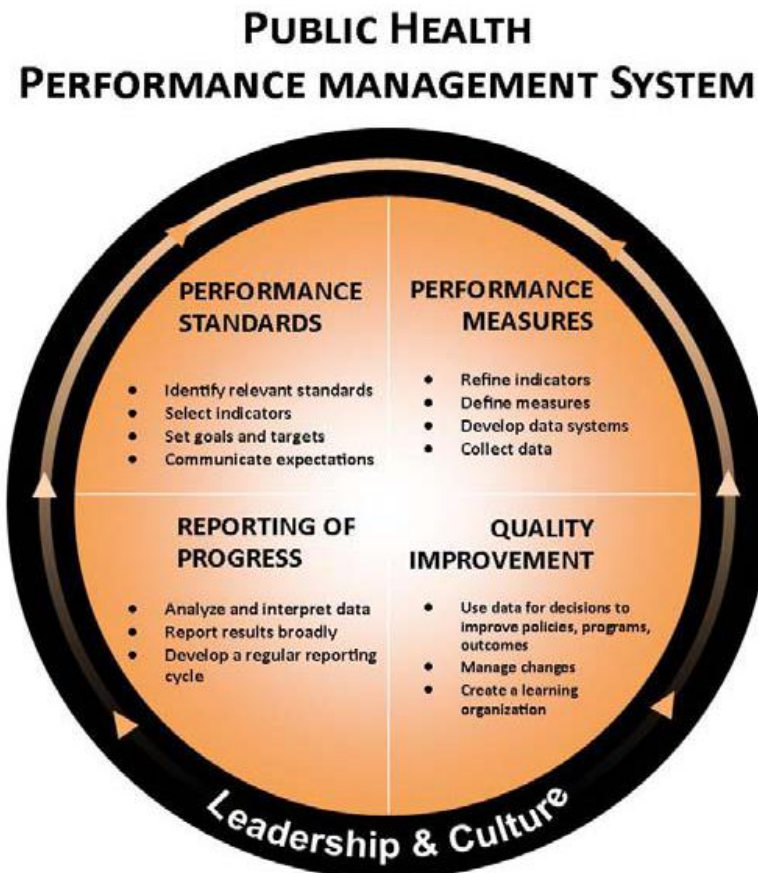 PUBLIC HEALTH
PERFORMANCE MANAGEMENT SYSTEM
PERFORMANCE
STANDARDS
• Identify relevant standards
• Select indicators
• Set goals and targets
• Communicate expectations
PERFORMANCE
MEASURES
• Refine indicators
• Define measures
• Develop data systems
• Collect data
REPORTING OF
PROGRESS
• Analyze and interpret data
• Report results broadly
• Develop a regular reporting
cycle
QUALITY
IMPROVEMENT
• Use data for decisions to
improve policies, programs,
outcomes
• Manage changes
• Create a learning
organization
Leadership & Culture